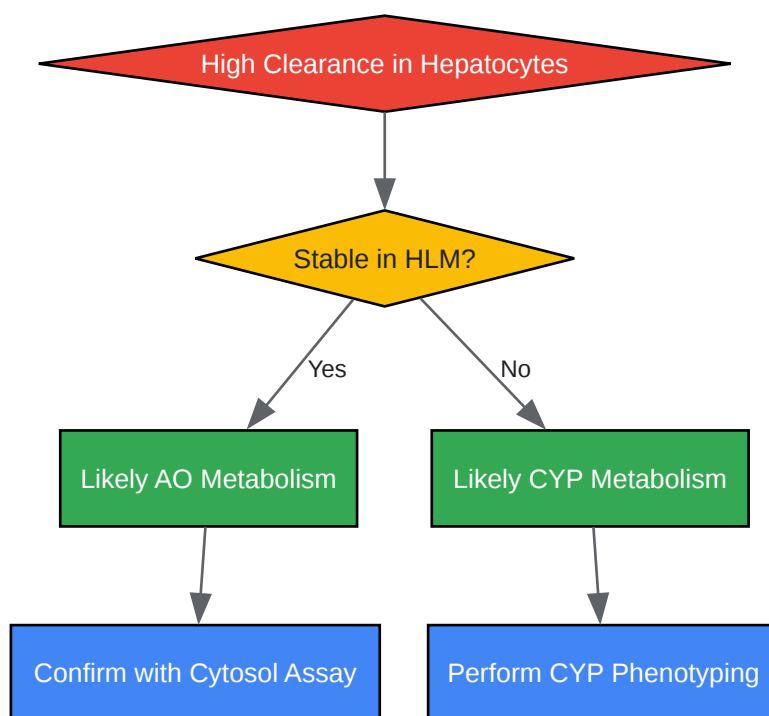 High Clearance in Hepatocytes
Stable in HLM?
Yes
No
Likely AO Metabolism
Likely CYP Metabolism
Confirm with Cytosol Assay
Perform CYP Phenotyping